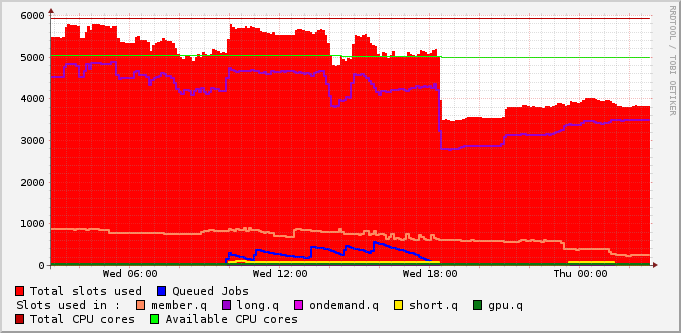 6000
5000
4000
3000
2000
1000
0
Wed 06:00 Wed 12:00 Wed 18:00 Thu 00:00
RRDTOOL / TOBI OETIKER
Total slots used Queued Jobs
Slots used in : member.q long.q ondemand.q short.q gpu.q
Total CPU cores Available CPU cores